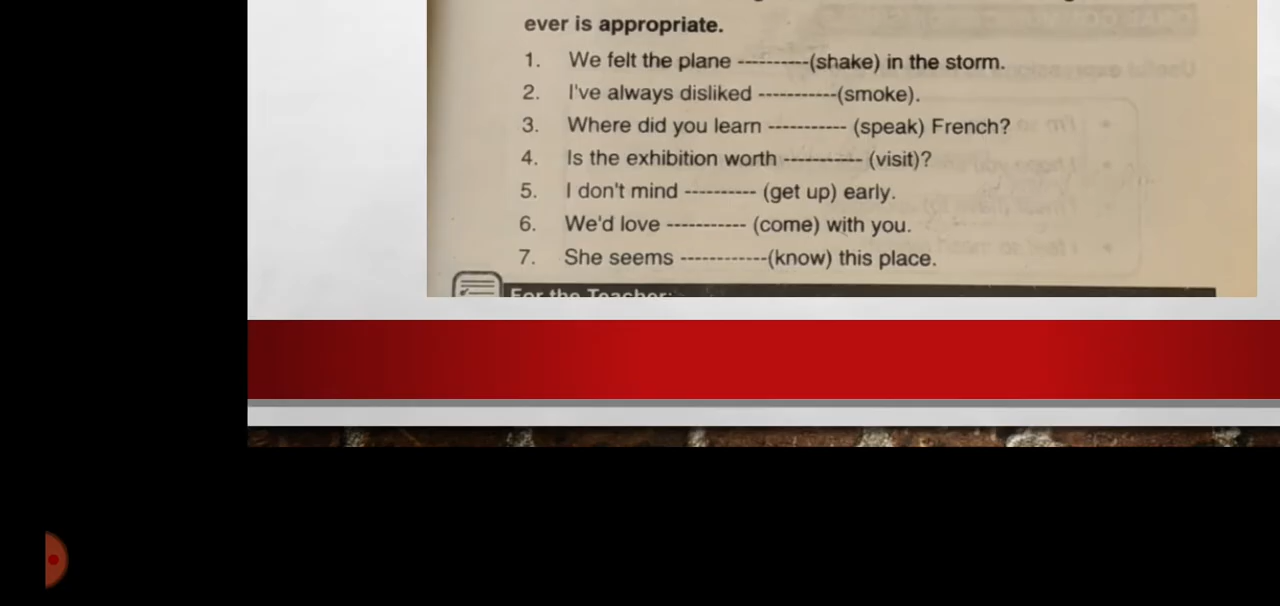 ever is appropriate.
1. We felt the plane ----------(shake) in the storm.
2. I've always disliked -----------(smoke).
3. Where did you learn ----------- (speak) French?
4. Is the exhibition worth ----------- (visit)?
5. I don't mind ---------- (get up) early.
6. We'd love ----------- (come) with you.
7. She seems ------------(know) this place.
For the Teacher: